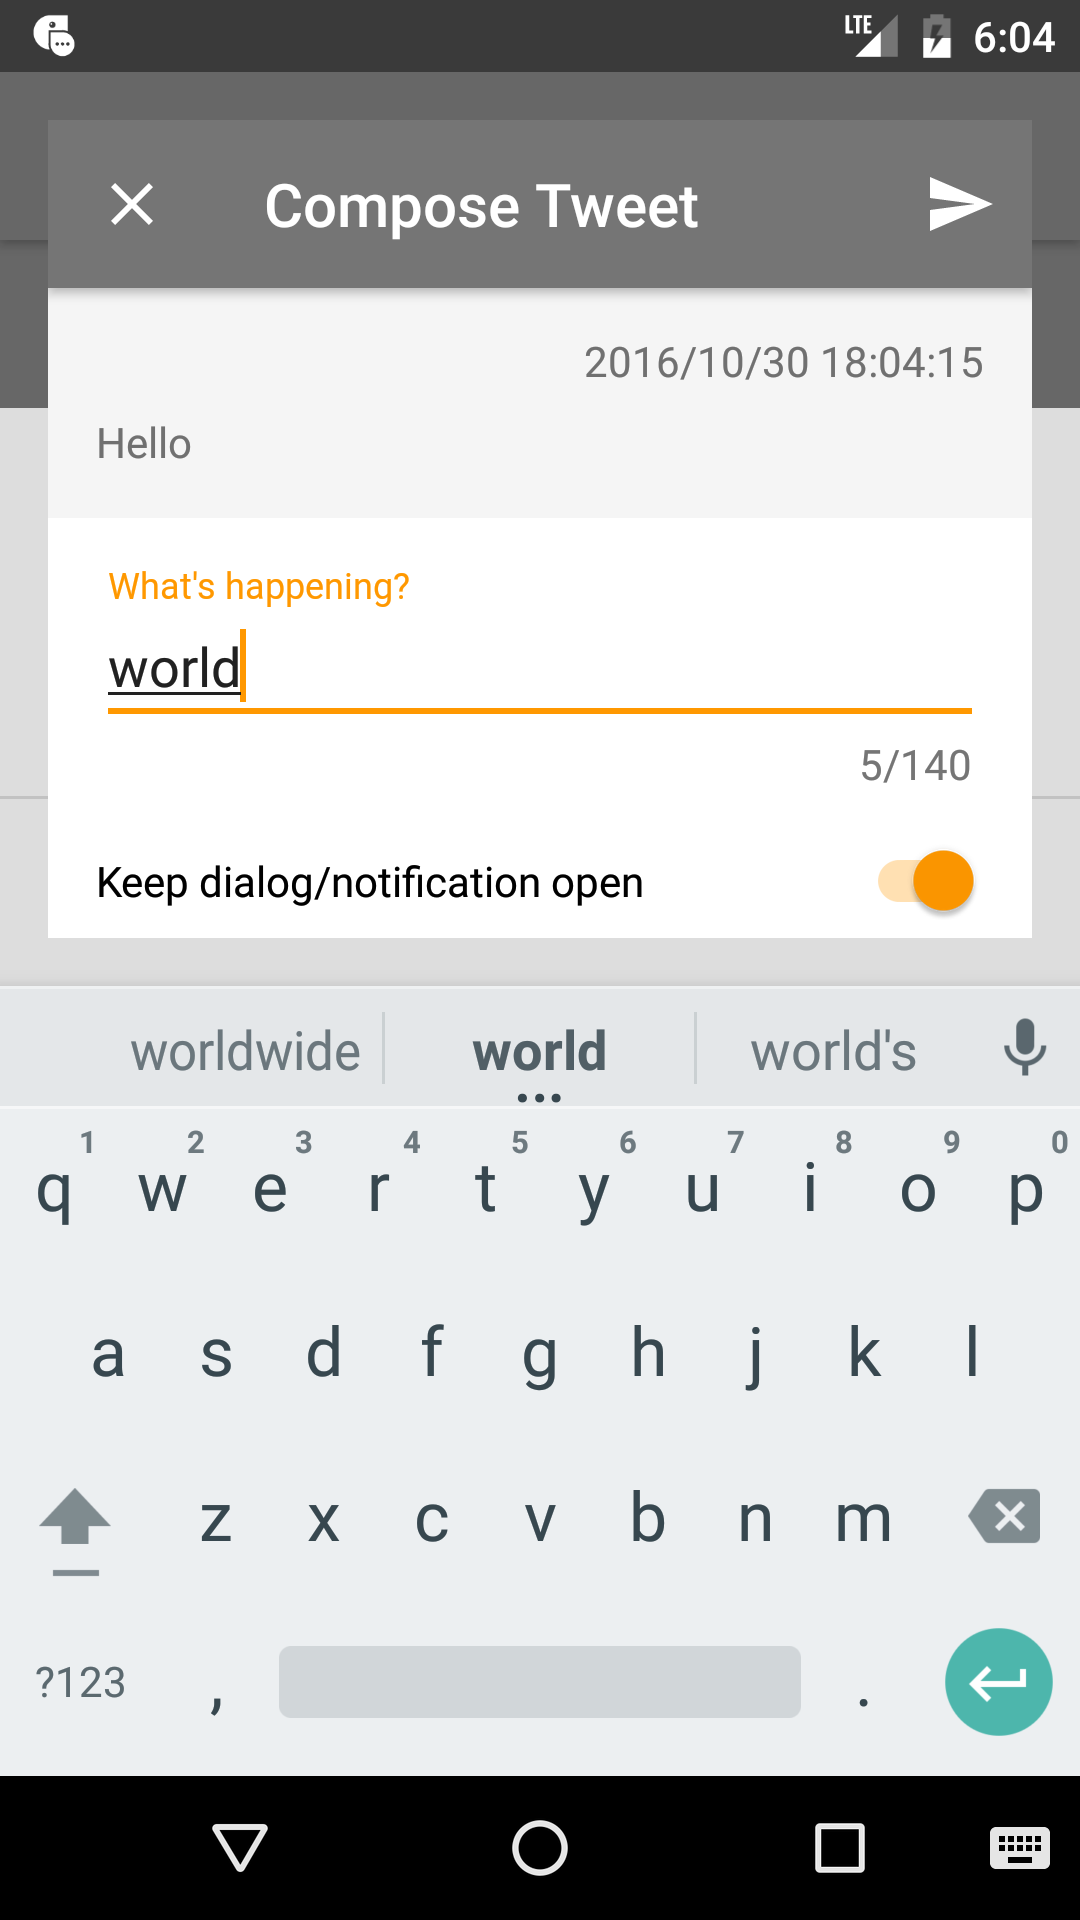 LTE 6:04
Compose Tweet
2016/10/30 18:04:15
Hello
What's happening?
world
5/140
Keep dialog/notification open
worldwide world world's
1 2 3 4 5 6 7 8 9 0
q w e r t y u i o p
a s d f g h j k l
z x c v b n m
?123 , .